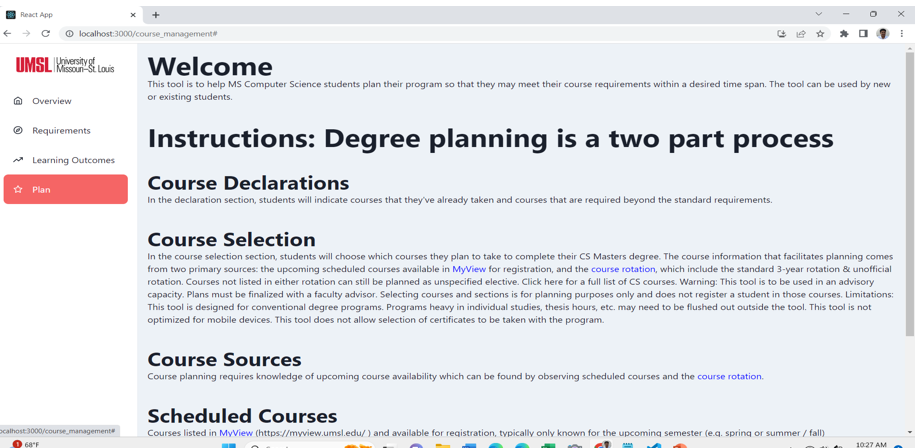 React App
localhost:3000/course_management#
UMSL | University of
Missouri–St. Louis
Overview
Requirements
Learning Outcomes
Plan
Welcome
This tool is to help MS Computer Science students plan their program so that they may meet their course requirements within a desired time span. The tool can be used by new
or existing students.
Instructions: Degree planning is a two part process
Course Declarations
In the declaration section, students will indicate courses that they've already taken and courses that are required beyond the standard requirements.
Course Selection
In the course selection section, students will choose which courses they plan to take to complete their CS Masters degree. The course information that facilitates planning comes
from two primary sources: the upcoming scheduled courses available in MyView for registration, and the course rotation, which include the standard 3-year rotation & unofficial
rotation. Courses not listed in either rotation can still be planned as unspecified elective. Click here for a full list of CS courses. Warning: This tool is to be used in an advisory
capacity. Plans must be finalized with a faculty advisor. Selecting courses and sections is for planning purposes only and does not register a student in those courses. Limitations:
This tool is designed for conventional degree programs. Programs heavy in individual studies, thesis hours, etc. may need to be flushed out outside the tool. This tool is not
optimized for mobile devices. This tool does not allow selection of certificates to be taken with the program.
Course Sources
Course planning requires knowledge of upcoming course availability which can be found by observing scheduled courses and the course rotation.
Scheduled Courses
Courses listed in MyView (https://myview.umsl.edu/ ) and available for registration, typically only known for the upcoming semester (e.g. spring or summer / fall)
ocalhost:3000/course_management#
1
68°F
10:27 AM